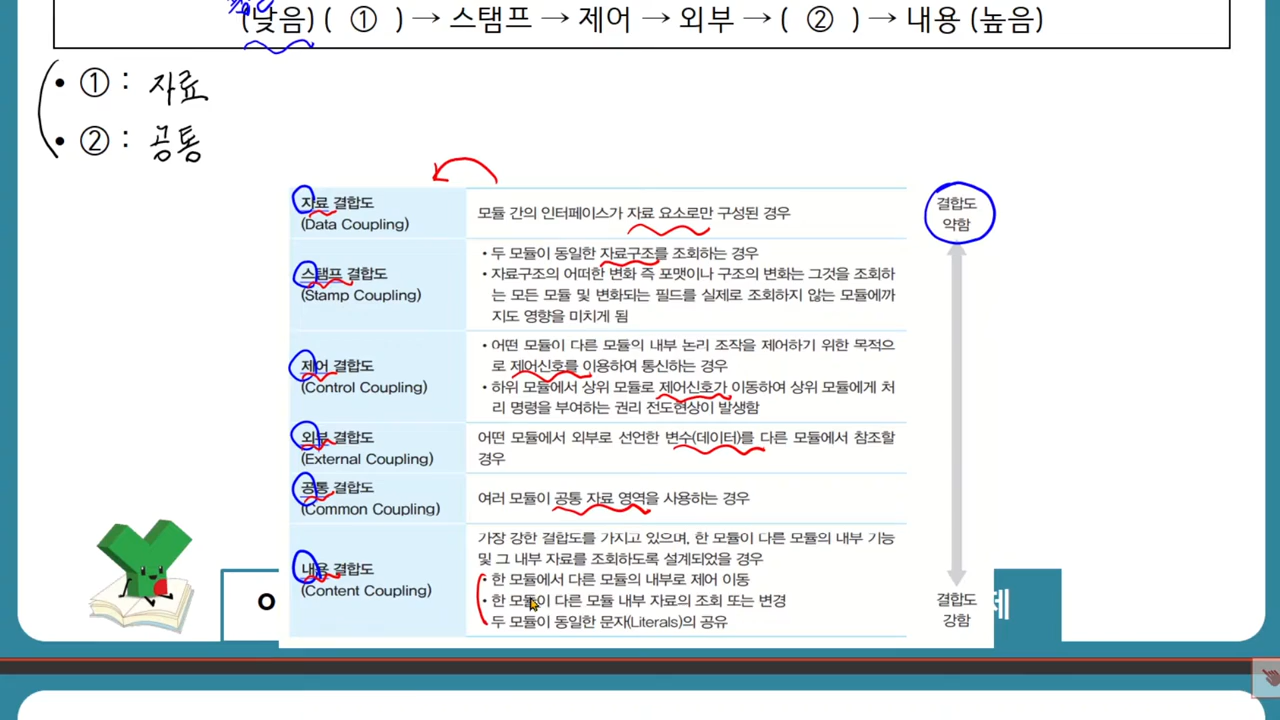 (낮음) ( ① ) → 스탬프 → 제어 → 외부 → ( ② ) → 내용 (높음)
• ① : 자료
• ② : 공통
자료 결합도
(Data Coupling)
모듈 간의 인터페이스가 자료 요소로만 구성된 경우
결합도
약함
스탬프 결합도
(Stamp Coupling)
• 두 모듈이 동일한 자료구조를 조회하는 경우
• 자료구조의 어떠한 변화 즉 포맷이나 구조의 변화는 그것을 조회하
는 모든 모듈 및 변화되는 필드를 실제로 조회하지 않는 모듈에까
지도 영향을 미치게 됨
제어 결합도
(Control Coupling)
• 어떤 모듈이 다른 모듈의 내부 논리 조작을 제어하기 위한 목적으
로 제어신호를 이용하여 통신하는 경우
• 하위 모듈에서 상위 모듈로 제어신호가 이동하여 상위 모듈에게 처
리 명령을 부여하는 권리 전도현상이 발생함
외부 결합도
(External Coupling)
어떤 모듈에서 외부로 선언한 변수(데이터)를 다른 모듈에서 참조할
경우
공통 결합도
(Common Coupling)
여러 모듈이 공통 자료 영역을 사용하는 경우
내용 결합도
(Content Coupling)
가장 강한 결합도를 가지고 있으며, 한 모듈이 다른 모듈의 내부 기능
및 그 내부 자료를 조회하도록 설계되었을 경우
• 한 모듈에서 다른 모듈의 내부로 제어 이동
• 한 모듈이 다른 모듈 내부 자료의 조회 또는 변경
두 모듈이 동일한 문자(Literals)의 공유
결합도
강함
제